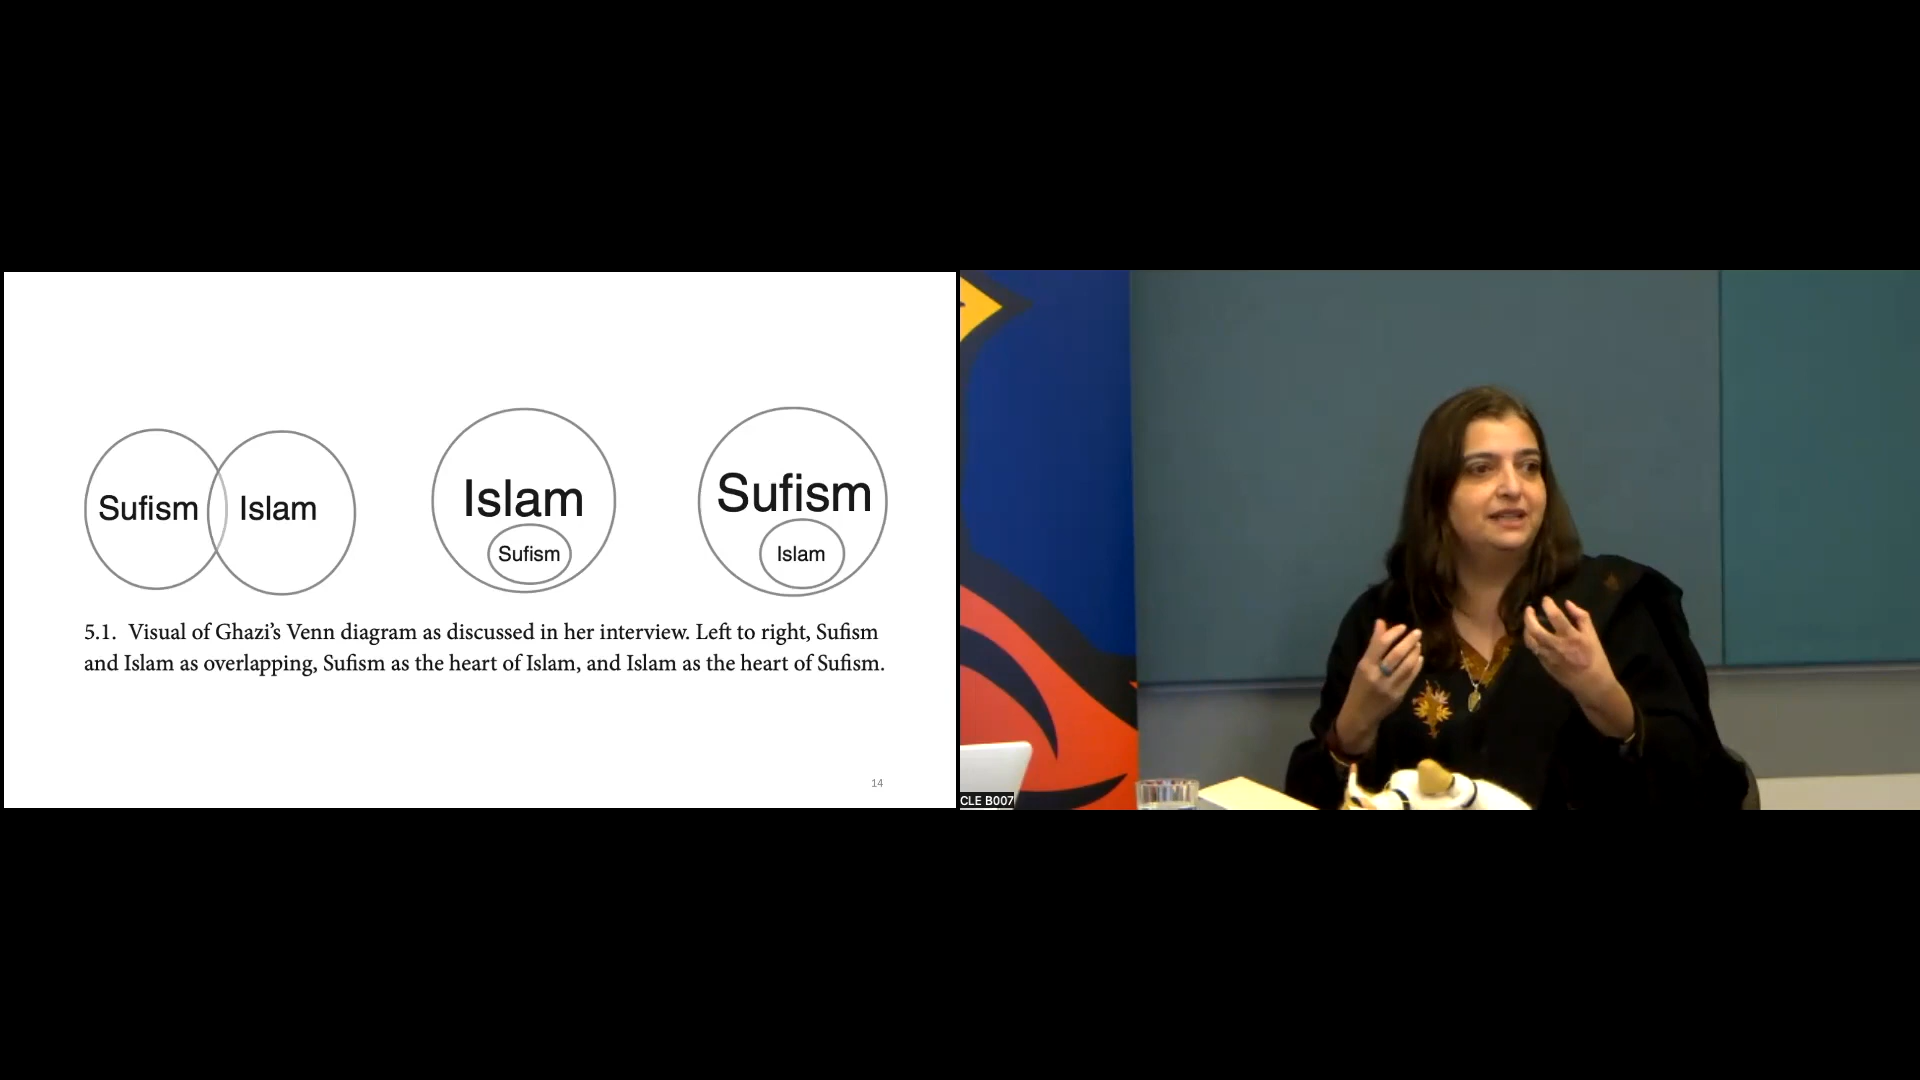 Sufism Islam
Islam
Sufism
Sufism
Islam
5.1. Visual of Ghazi’s Venn diagram as discussed in her interview. Left to right, Sufism
and Islam as overlapping, Sufism as the heart of Islam, and Islam as the heart of Sufism.
14
CLE B007